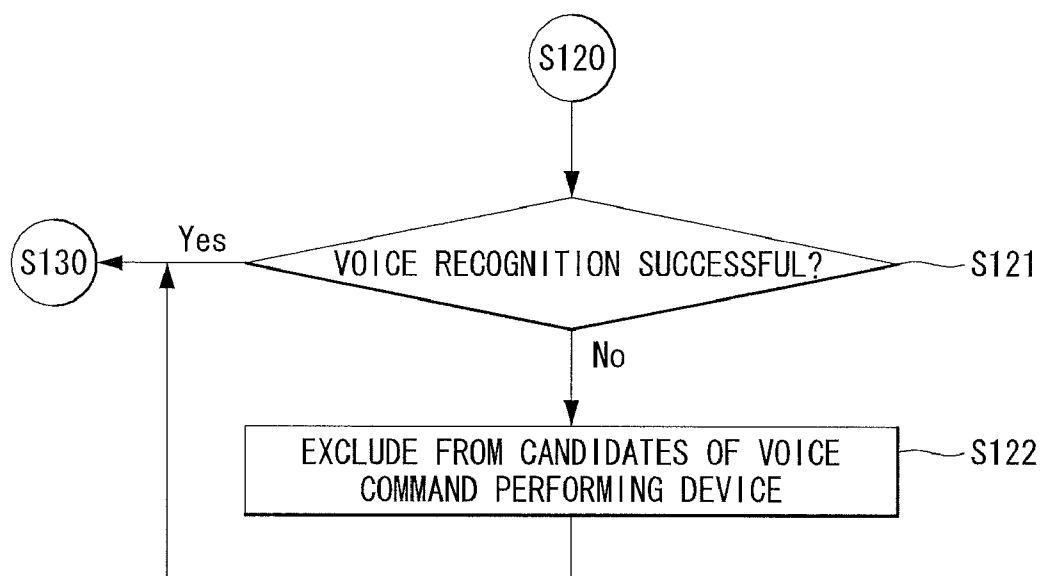 S120
Yes
S130
VOICE RECOGNITION SUCCESSFUL?
S121
No
EXCLUDE FROM CANDIDATES OF VOICE
COMMAND PERFORMING DEVICE
S122